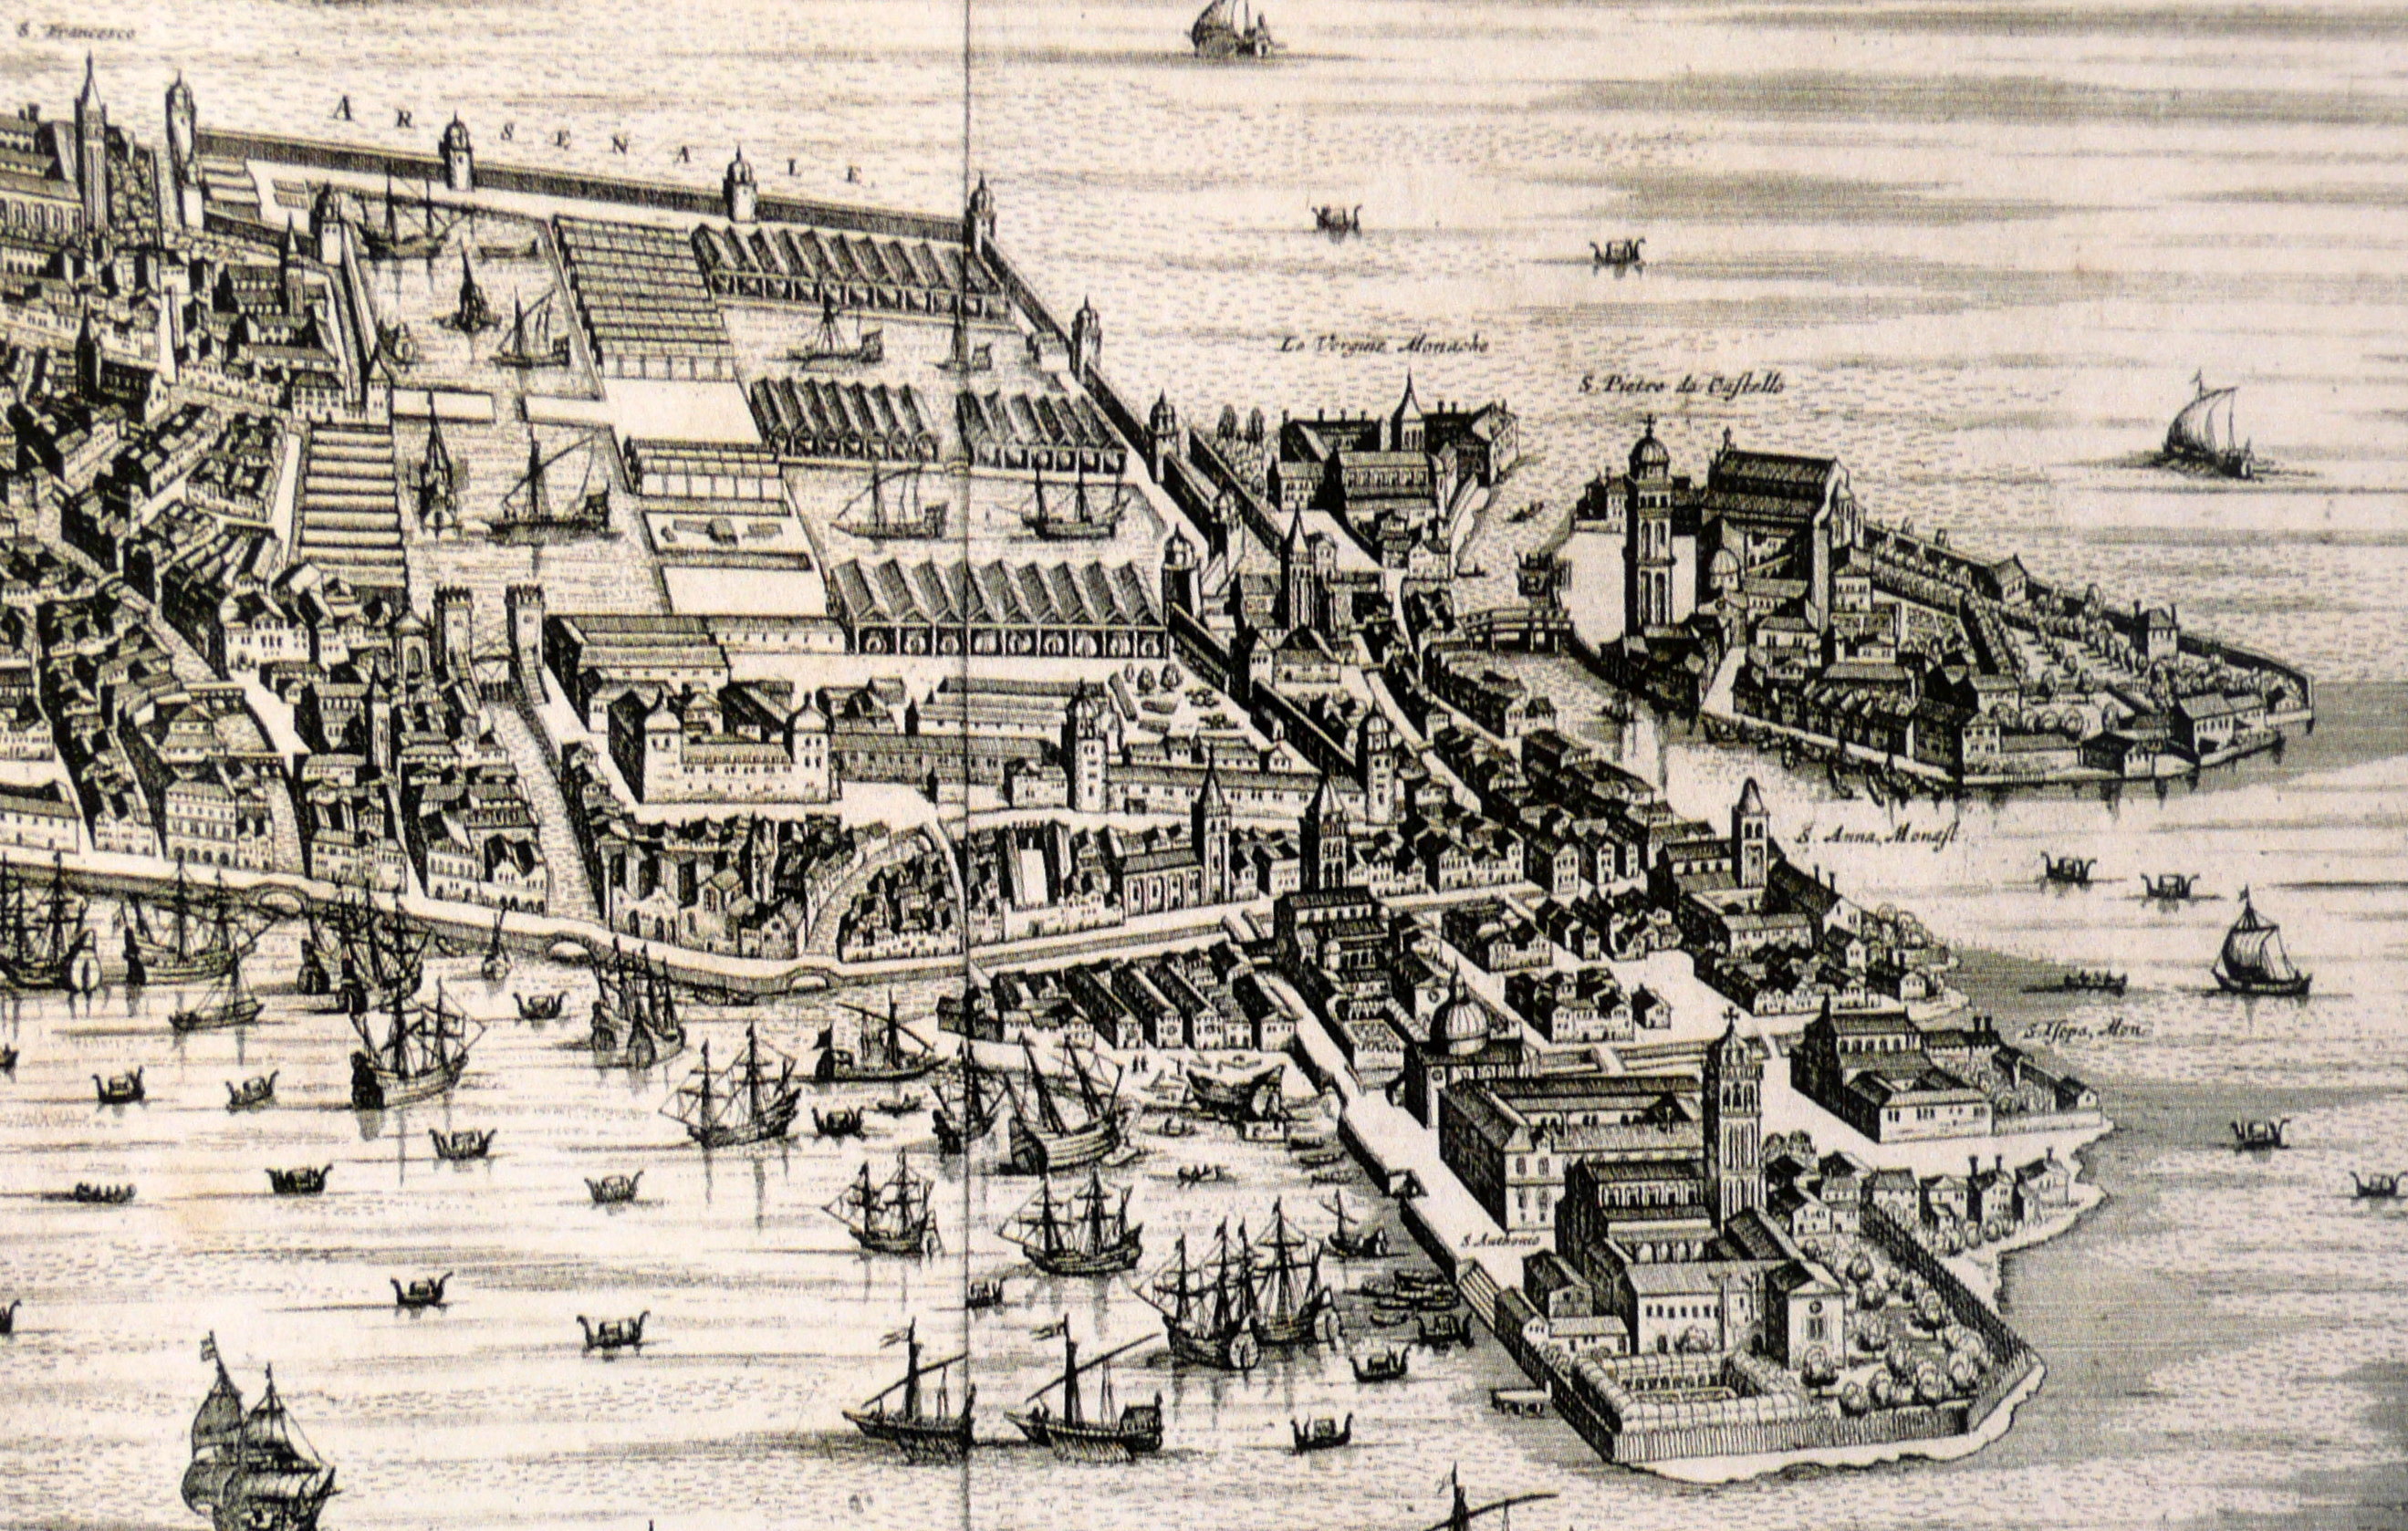 S. Francesco
ARSENALE.
Le Vergine Monache
S. Pietro da Castello
S. Anna, Monast.
S. Isepo, Mon.
S. Anthonio